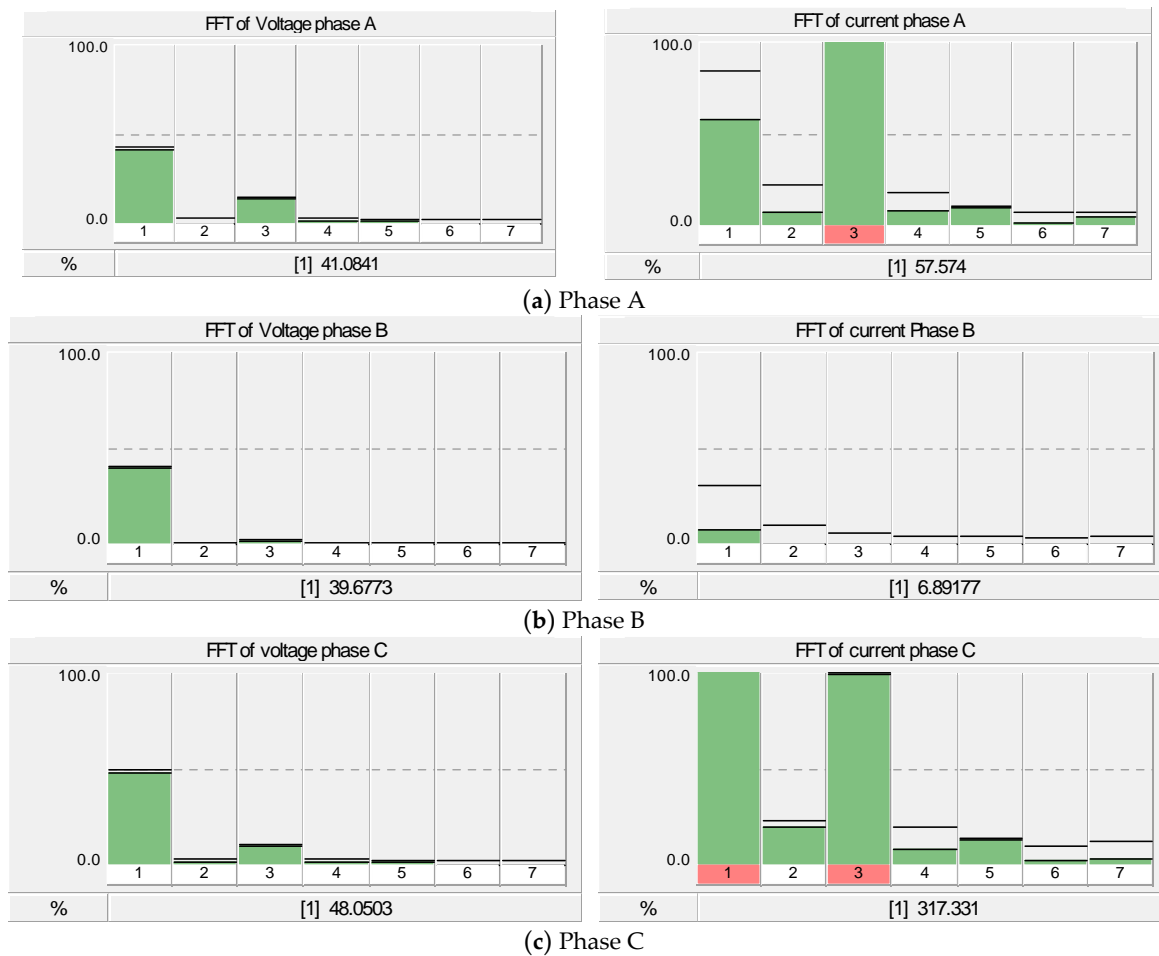 FFT of Voltage phase A
100.0
0.0
1 2 3 4 5 6 7
% [1] 41.0841
FFT of current phase A
100.0
0.0
1 2 3 4 5 6 7
% [1] 57.574
(a) Phase A
FFT of Voltage phase B
100.0
0.0
1 2 3 4 5 6 7
% [1] 39.6773
FFT of current Phase B
100.0
0.0
1 2 3 4 5 6 7
% [1] 6.89177
(b) Phase B
FFT of voltage phase C
100.0
0.0
1 2 3 4 5 6 7
% [1] 48.0503
FFT of current phase C
100.0
0.0
1 2 3 4 5 6 7
% [1] 317.331
(c) Phase C